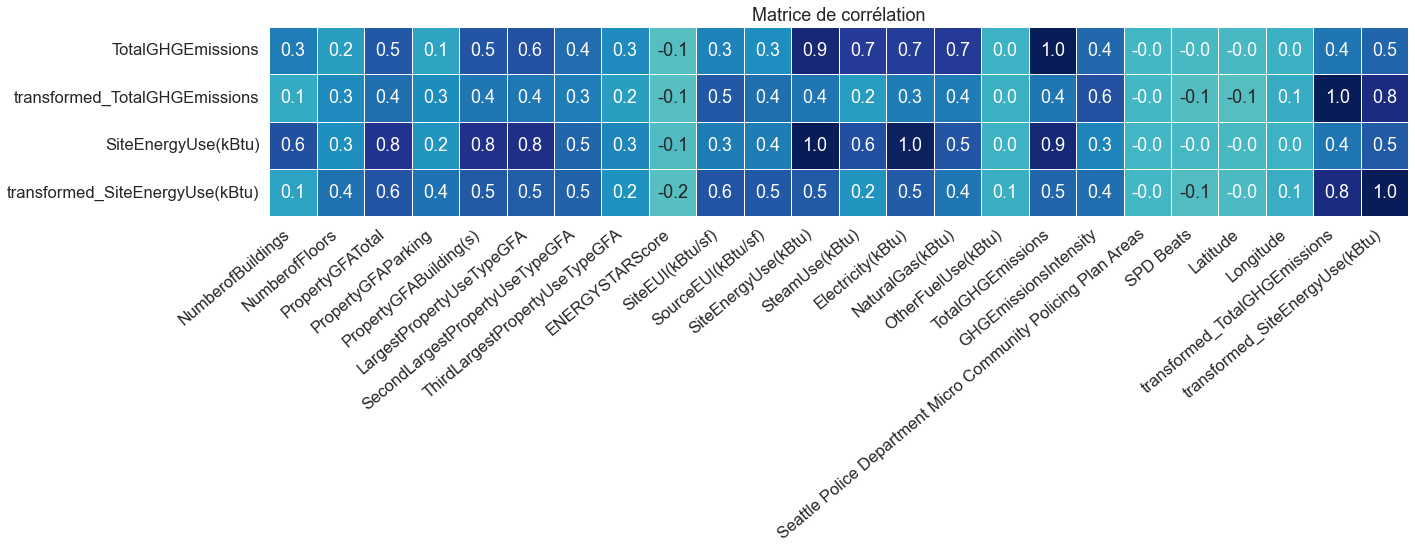 Matrice de corrélation
TotalGHGEmissions 0.3 0.2 0.5 0.1 0.5 0.6 0.4 0.3 -0.1 0.3 0.3 0.9 0.7 0.7 0.7 0.0 1.0 0.4 -0.0 -0.0 -0.0 0.0 0.4 0.5
transformed_TotalGHGEmissions 0.1 0.3 0.4 0.3 0.4 0.4 0.3 0.2 -0.1 0.5 0.4 0.4 0.2 0.3 0.4 0.0 0.4 0.6 -0.0 -0.1 -0.1 0.1 1.0 0.8
SiteEnergyUse(kBtu) 0.6 0.3 0.8 0.2 0.8 0.8 0.5 0.3 -0.1 0.3 0.4 1.0 0.6 1.0 0.5 0.0 0.9 0.3 -0.0 -0.0 -0.0 0.0 0.4 0.5
transformed_SiteEnergyUse(kBtu) 0.1 0.4 0.6 0.4 0.5 0.5 0.5 0.2 -0.2 0.6 0.5 0.5 0.2 0.5 0.4 0.1 0.5 0.4 -0.0 -0.1 -0.0 0.1 0.8 1.0
NumberofBuildings
NumberofFloors
PropertyGFATotal
PropertyGFAParking
PropertyGFABuilding(s)
LargestPropertyUseTypeGFA
SecondLargestPropertyUseTypeGFA
ThirdLargestPropertyUseTypeGFA
ENERGYSTARScore
SiteEUI(kBtu/sf)
SourceEUI(kBtu/sf)
SiteEnergyUse(kBtu)
SteamUse(kBtu)
Electricity(kBtu)
NaturalGas(kBtu)
OtherFuelUse(kBtu)
TotalGHGEmissions
GHGEmissionsIntensity
Seattle Police Department Micro Community Policing Plan Areas
SPD Beats
Latitude
Longitude
transformed_TotalGHGEmissions
transformed_SiteEnergyUse(kBtu)